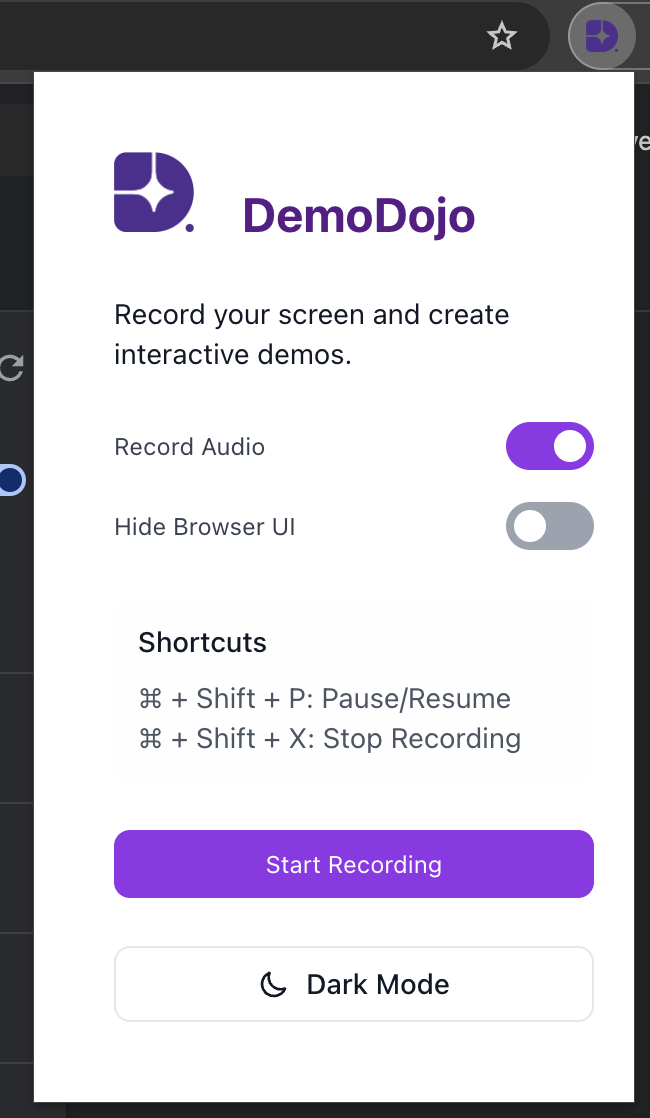 ve
DemoDojo
Record your screen and create
interactive demos.
Record Audio
Hide Browser UI
Shortcuts
⌘ + Shift + P: Pause/Resume
⌘ + Shift + X: Stop Recording
Start Recording
Dark Mode